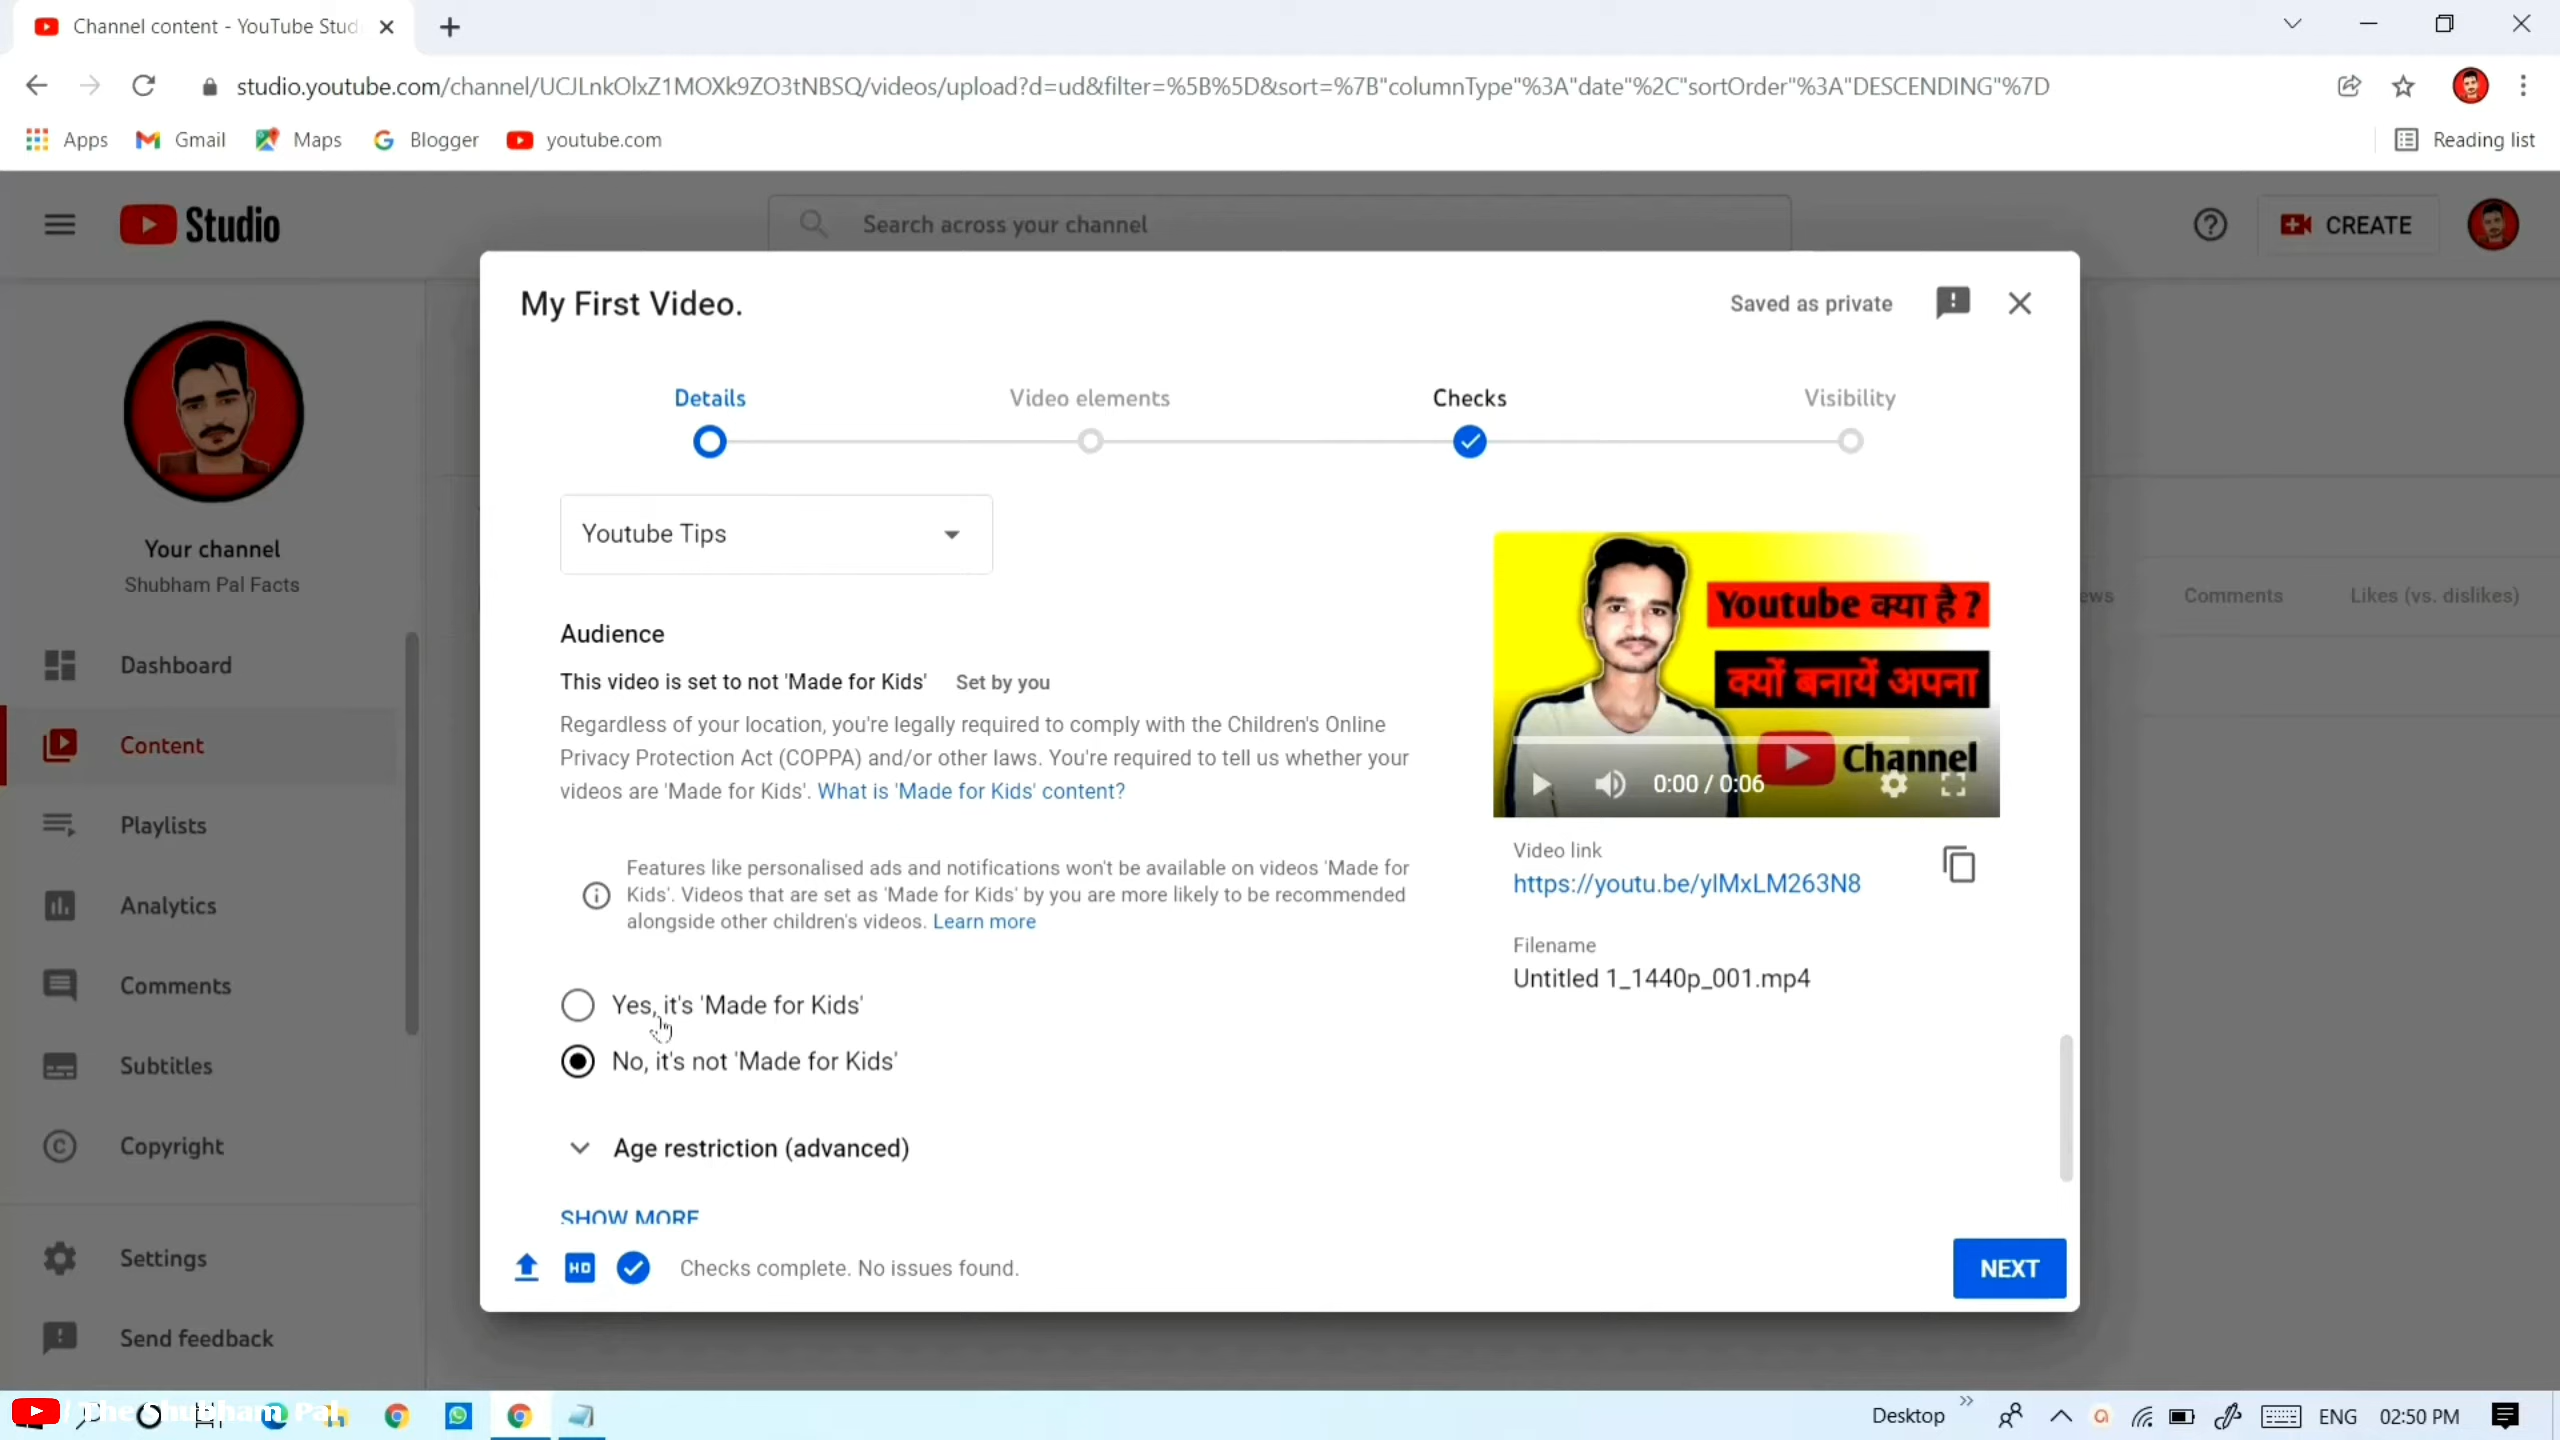 Channel content - YouTube Stud
studio.youtube.com/channel/UCJLnkOlxZ1MOXk9ZO3tNBSQ/videos/upload?d=ud&filter=%5B%5D&sort=%7B"columnType"%3A"date"%2C"sortOrder"%3A"DESCENDING"%7D
Apps Gmail Maps Blogger youtube.com Reading list
Studio Search across your channel CREATE
My First Video. Saved as private
Details Video elements Checks Visibility
Your channel
Shubham Pal Facts
Dashboard
Content
Playlists
Analytics
Comments
Subtitles
Copyright
Settings
Send feedback
Youtube Tips
Audience
This video is set to not 'Made for Kids' Set by you
Regardless of your location, you're legally required to comply with the Children's Online
Privacy Protection Act (COPPA) and/or other laws. You're required to tell us whether your
videos are 'Made for Kids'. What is 'Made for Kids' content?
Features like personalised ads and notifications won't be available on videos 'Made for
Kids'. Videos that are set as 'Made for Kids' by you are more likely to be recommended
alongside other children's videos. Learn more
Yes, it's 'Made for Kids'
No, it's not 'Made for Kids'
Age restriction (advanced)
SHOW MORE
HD Checks complete. No issues found.
NEXT
Youtube क्या है ?
क्यों बनायें अपना
Channel
0:00 / 0:06
Video link
https://youtu.be/ylMxLM263N8
Filename
Untitled 1_1440p_001.mp4
Comments Likes (vs. dislikes)
The Shubham Pal
Desktop ENG 02:50 PM